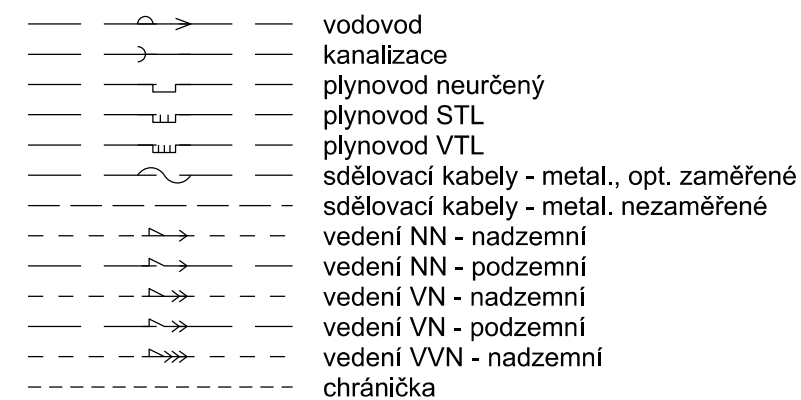 vodovod
kanalizace
plynovod neurčený
plynovod STL
plynovod VTL
sdělovací kabely - metal., opt. zaměřené
sdělovací kabely - metal. nezaměřené
vedení NN - nadzemní
vedení NN - podzemní
vedení VN - nadzemní
vedení VN - podzemní
vedení VVN - nadzemní
chránička